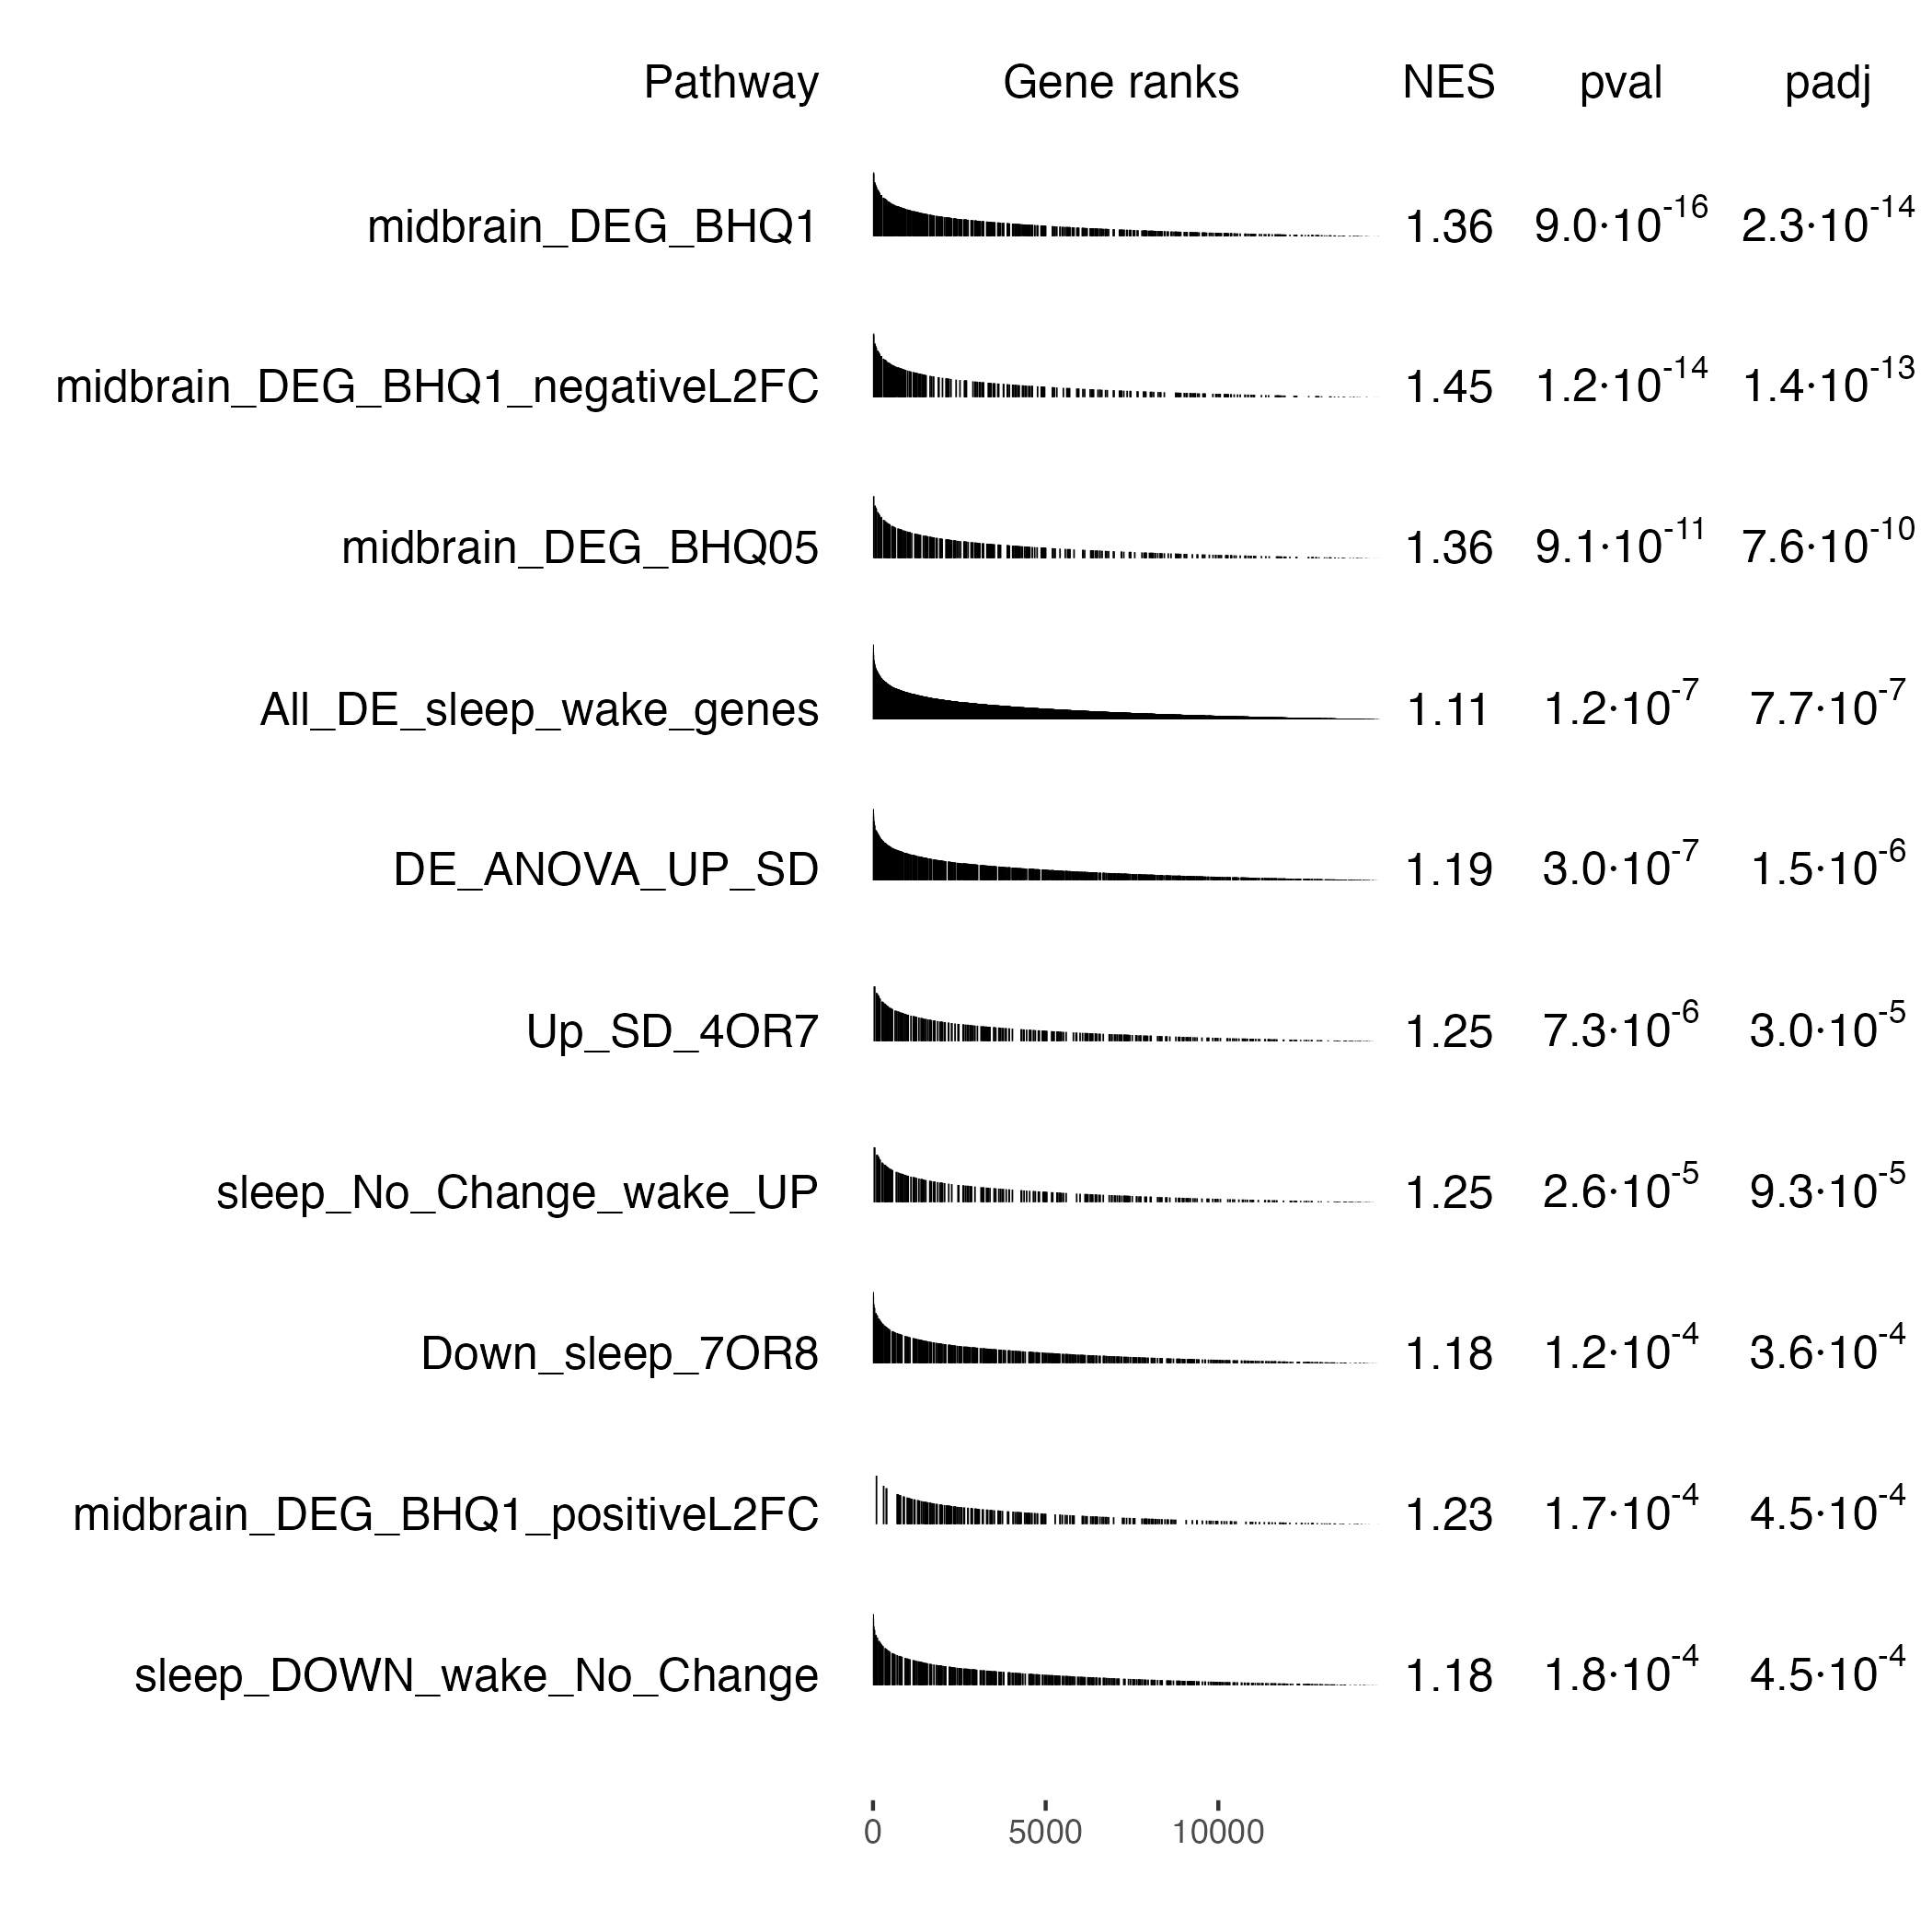 Pathway Gene ranks NES pval padj
midbrain_DEG_BHQ1 1.36 9.0·10⁻¹⁶ 2.3·10⁻¹⁴
midbrain_DEG_BHQ1_negativeL2FC 1.45 1.2·10⁻¹⁴ 1.4·10⁻¹³
midbrain_DEG_BHQ05 1.36 9.1·10⁻¹¹ 7.6·10⁻¹⁰
All_DE_sleep_wake_genes 1.11 1.2·10⁻⁷ 7.7·10⁻⁷
DE_ANOVA_UP_SD 1.19 3.0·10⁻⁷ 1.5·10⁻⁶
Up_SD_4OR7 1.25 7.3·10⁻⁶ 3.0·10⁻⁵
sleep_No_Change_wake_UP 1.25 2.6·10⁻⁵ 9.3·10⁻⁵
Down_sleep_7OR8 1.18 1.2·10⁻⁴ 3.6·10⁻⁴
midbrain_DEG_BHQ1_positiveL2FC 1.23 1.7·10⁻⁴ 4.5·10⁻⁴
sleep_DOWN_wake_No_Change 1.18 1.8·10⁻⁴ 4.5·10⁻⁴
0 5000 10000